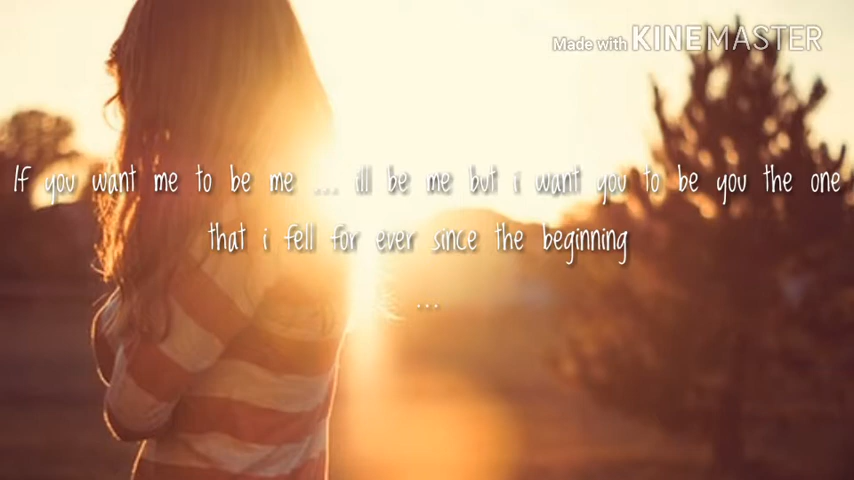 Made with KINEMASTER
If you want me to be me ... ill be me but i want you to be you the one
that i fell for ever since the beginning
...